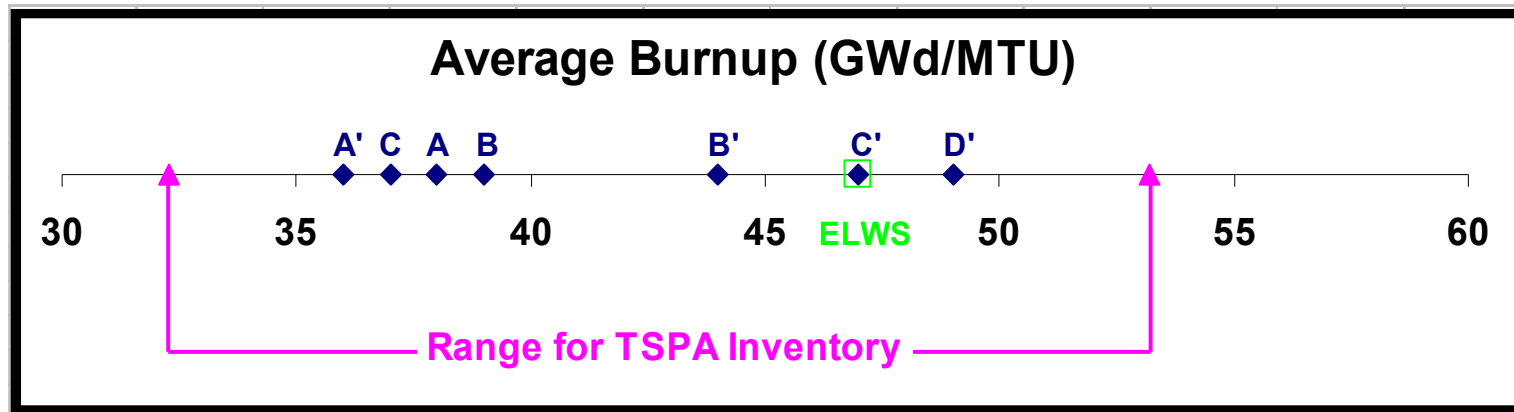 Average Burnup (GWd/MTU)
A' C A B B' C' D'
30 35 40 45 ELWS 50 55 60
Range for TSPA Inventory